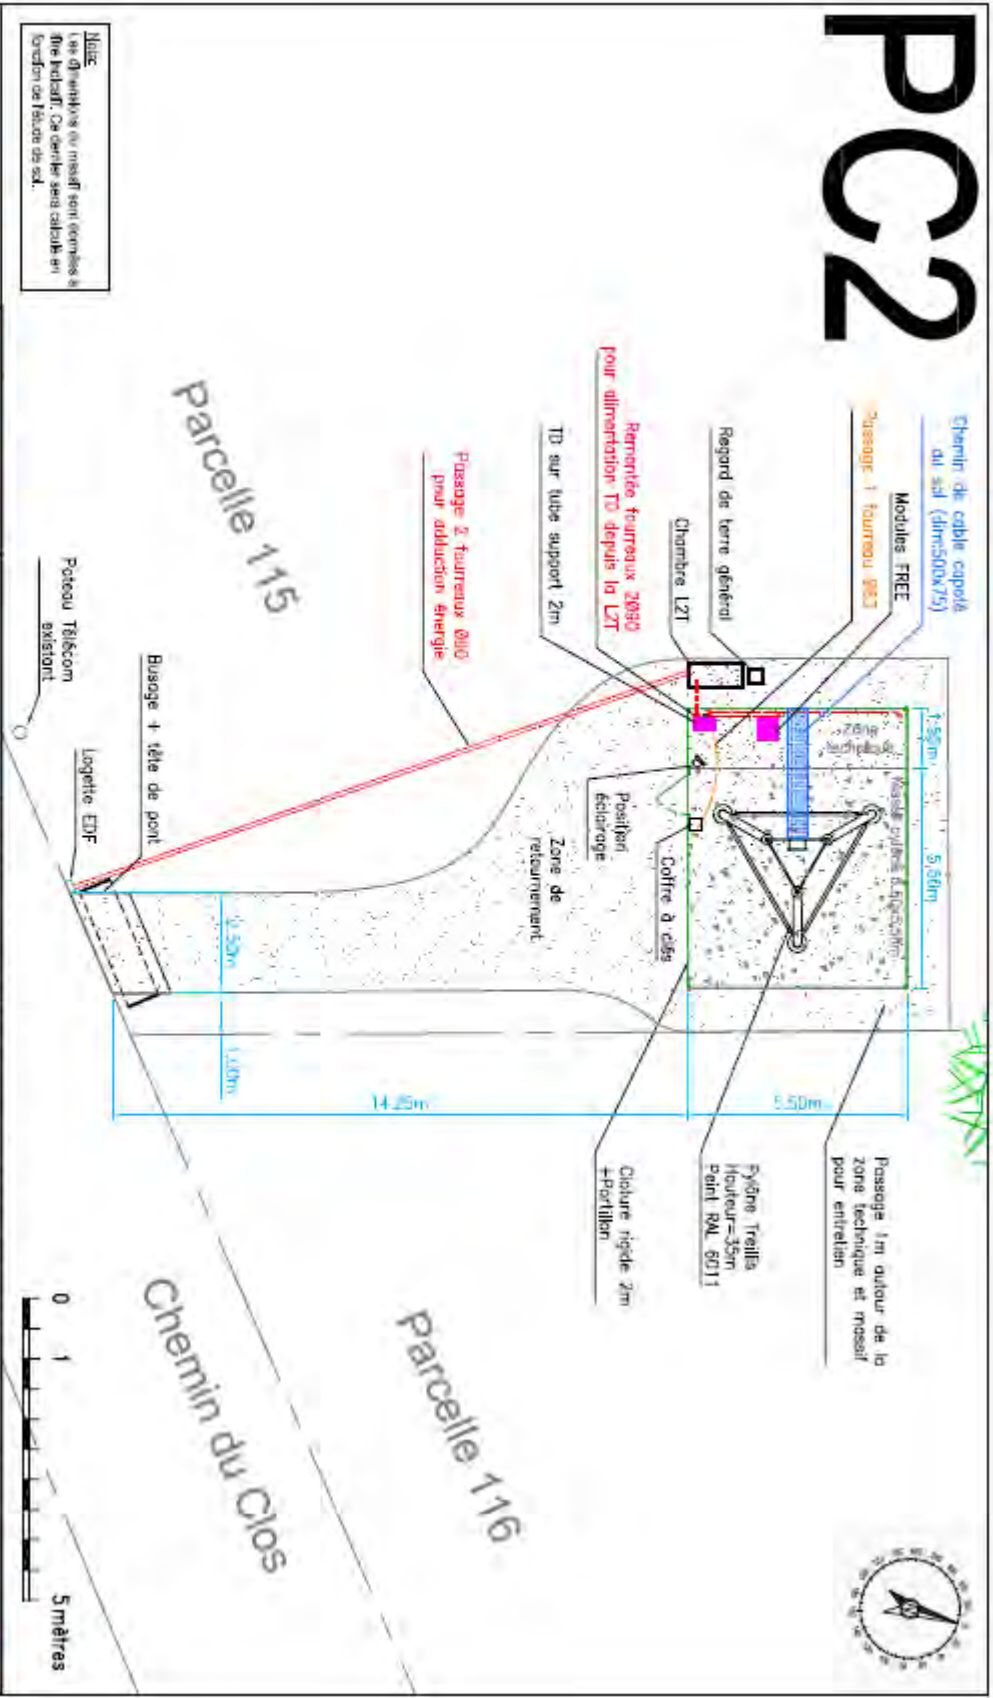 PC2
Chemin de cable capoté
au sol (dim:500x75)
Modules FREE
Passage 1 fourreau Ø63
Regard de terre général
Chambre L2T
Remontée fourreaux 2Ø90
pour alimentation TD depuis la L2T
TD sur tube support 2m
Passage 2 fourreaux Ø90
pour adduction énergie
Parcelle 115
Poteau Télécom
existant
Busage + tête de pont
Logette EDF
Nota:
Les dimensions du massif sont données à
titre indicatif. Ce dernier sera calculé en
fonction de l'étude de sol.
1.50m
5.50m
Position
éclairage
Coffre à clés
Zone de
retournement
3.50m
1.00m
14.25m
5.50m
Passage 1m autour de la
zone technique et massif
pour entretien
Pylône Treillis
Hauteur=35m
Peint RAL 6011
Cloture rigide 2m
+Portillon
Parcelle 116
Chemin du Clos
0
1
5 mètres